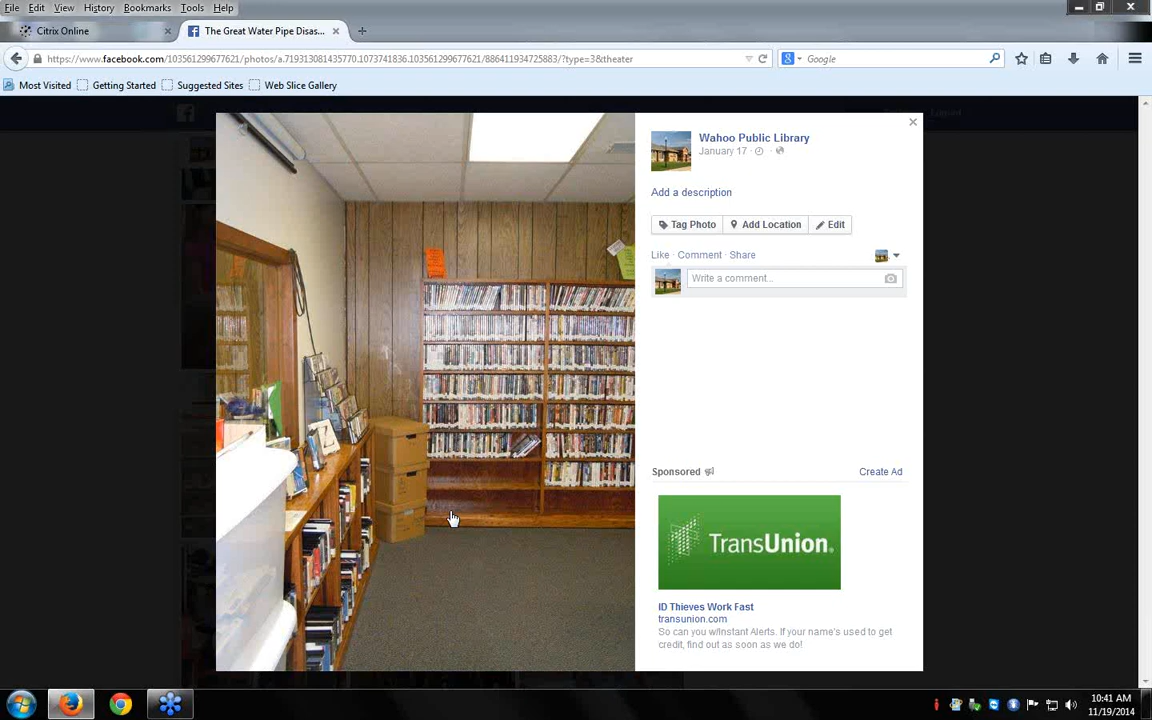 File Edit View History Bookmarks Tools Help
Citrix Online
The Great Water Pipe Disas...
https://www.facebook.com/103561299677621/photos/a.719313081435770.1073741836.103561299677621/886411934725883/?type=3&theater
Google
Most Visited Getting Started Suggested Sites Web Slice Gallery
Wahoo Public Library
January 17
Add a description
Tag Photo Add Location Edit
Like · Comment · Share
Write a comment...
Sponsored
Create Ad
TransUnion.
ID Thieves Work Fast
transunion.com
So can you w/Instant Alerts. If your name's used to get
credit, find out as soon as we do!
10:41 AM
11/19/2014